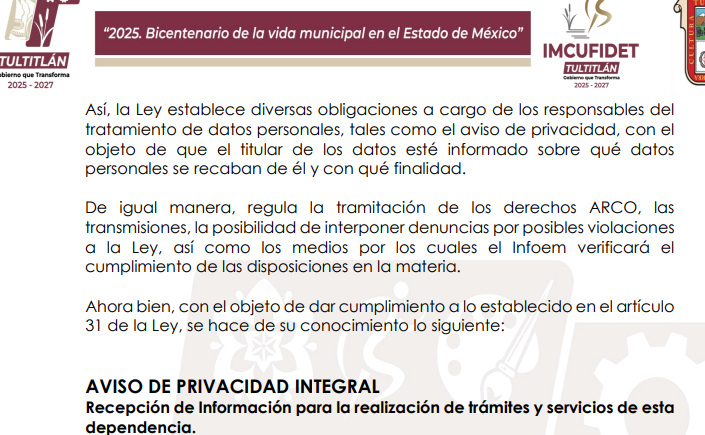 TULTITLÁN
Gobierno que Transforma
2025 - 2027
“2025. Bicentenario de la vida municipal en el Estado de México”
IMCUFIDET
TULTITLÁN
Gobierno que Transforma
2025 - 2027
Así, la Ley establece diversas obligaciones a cargo de los responsables del
tratamiento de datos personales, tales como el aviso de privacidad, con el
objeto de que el titular de los datos esté informado sobre qué datos
personales se recaban de él y con qué finalidad.
De igual manera, regula la tramitación de los derechos ARCO, las
transmisiones, la posibilidad de interponer denuncias por posibles violaciones
a la Ley, así como los medios por los cuales el Infoem verificará el
cumplimiento de las disposiciones en la materia.
Ahora bien, con el objeto de dar cumplimiento a lo establecido en el artículo
31 de la Ley, se hace de su conocimiento lo siguiente:
AVISO DE PRIVACIDAD INTEGRAL
Recepción de Información para la realización de trámites y servicios de esta
dependencia.